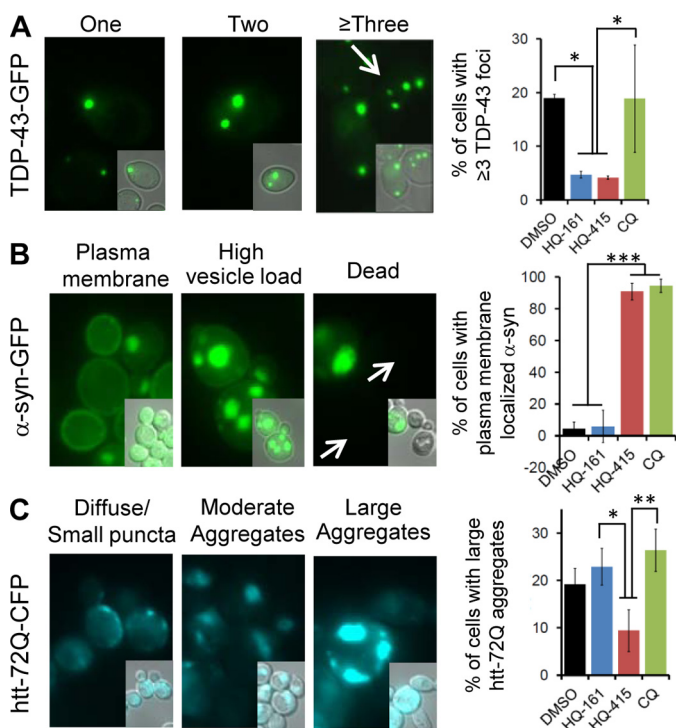 A
One
Two
≥Three
TDP-43-GFP
% of cells with
≥3 TDP-43 foci
30
20
10
0
*
*
DMSO
HQ-161
HQ-415
CQ
B
Plasma
membrane
High
vesicle load
Dead
α-syn-GFP
% of cells with
plasma membrane
localized α-syn
100
80
60
40
20
0
-20
***
DMSO
HQ-161
HQ-415
CQ
C
Diffuse/
Small puncta
Moderate
Aggregates
Large
Aggregates
htt-72Q-CFP
% of cells with large
htt-72Q aggregates
30
20
10
0
*
**
DMSO
HQ-161
HQ-415
CQ